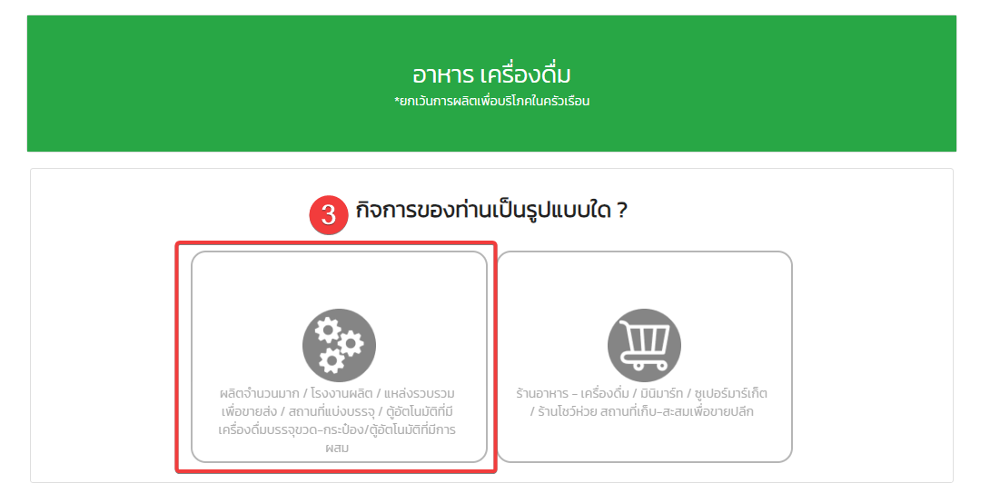 อาหาร เครื่องดื่ม
*ยกเว้นการผลิตเพื่อบริโภคในครัวเรือน
3 กิจการของท่านเป็นรูปแบบใด ?
ผลิตจำนวนมาก / โรงงานผลิต / แหล่งรวบรวม
เพื่อขายส่ง / สถานที่แบ่งบรรจุ / ตู้อัตโนมัติที่มี
เครื่องดื่มบรรจุขวด-กระป๋อง/ตู้อัตโนมัติที่มีการ
ผสม
ร้านอาหาร - เครื่องดื่ม / มินิมาร์ท / ซูเปอร์มาร์เก็ต
/ ร้านโชว์ห่วย สถานที่เก็บ-สะสมเพื่อขายปลีก